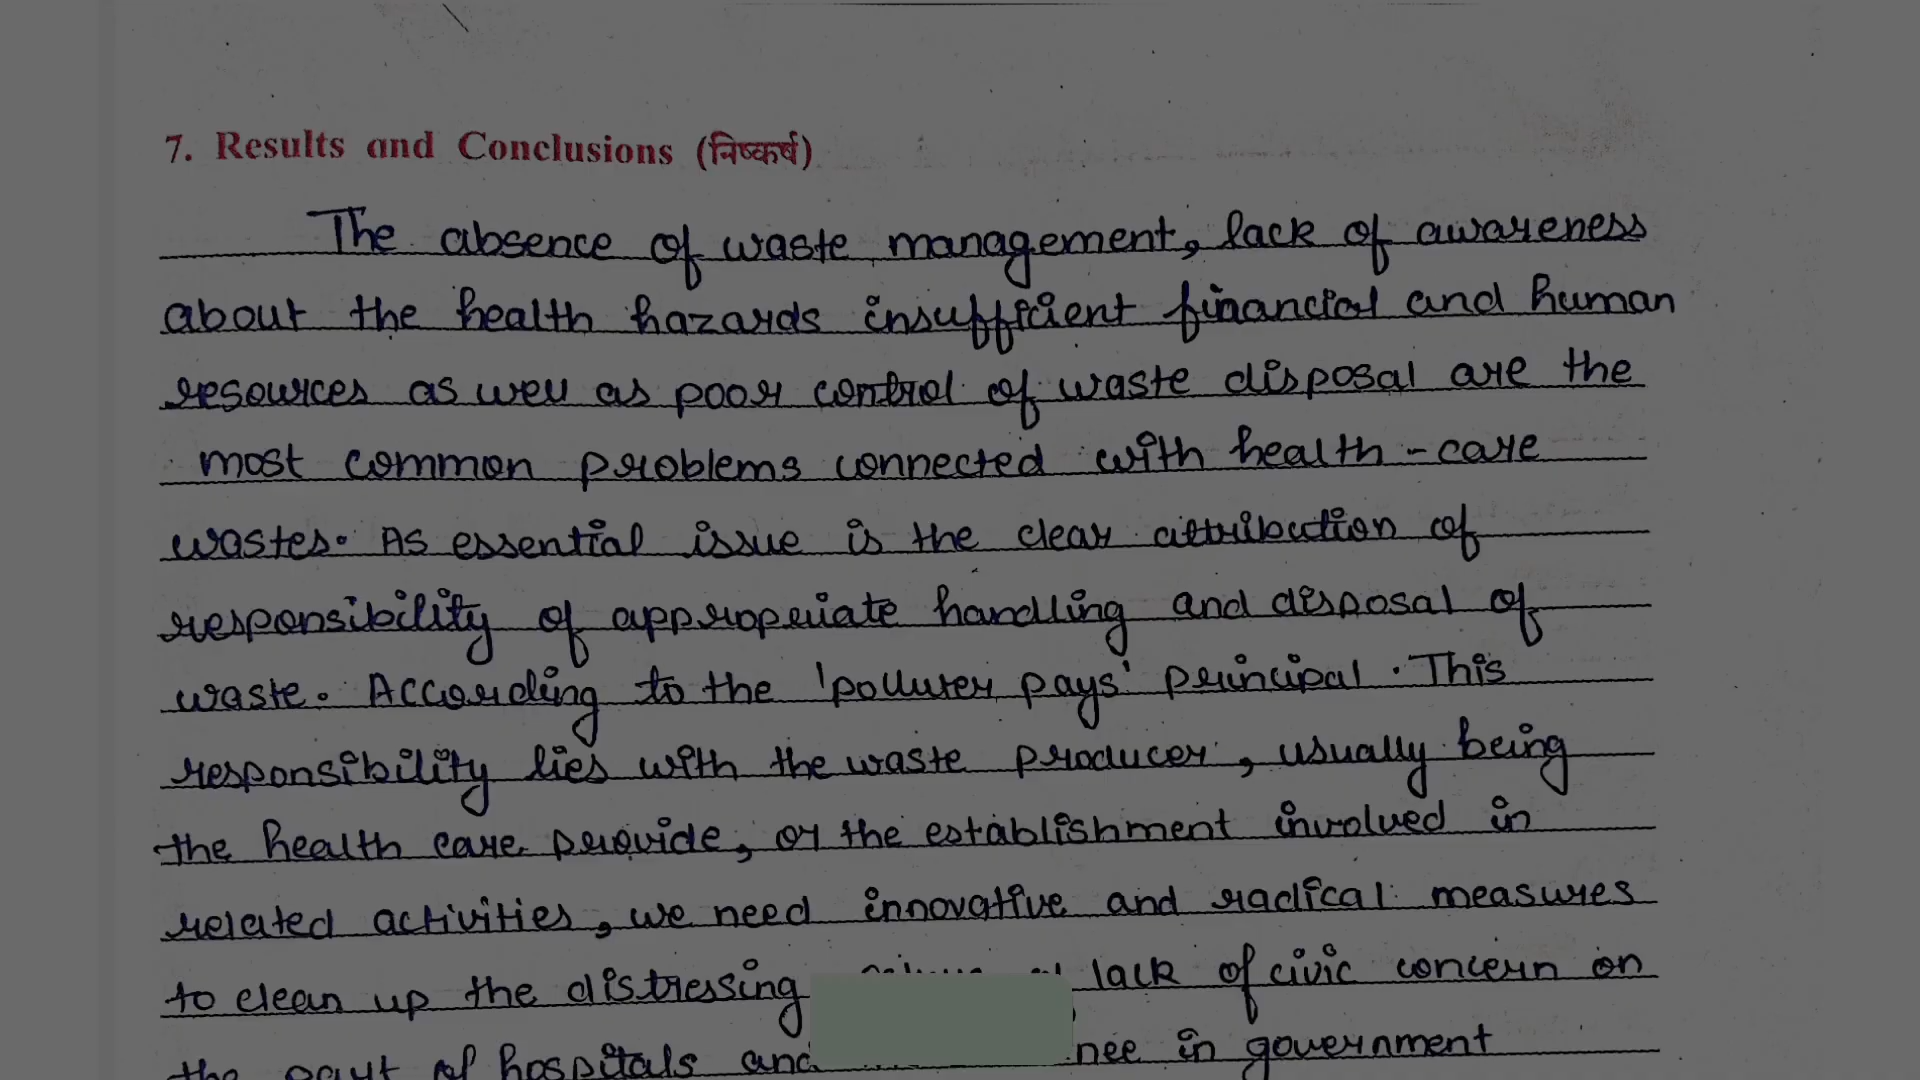 7. Results and Conclusions (निष्कर्ष)
The absence of waste management, lack of awareness
about the health hazards insufficient financial and human
resources as well as poor control of waste disposal are the
most common problems connected with health-care
wastes. As essential issue is the clear attribution of
responsibility of appropriate handling and disposal of
waste. According to the 'polluter pays' principal. This
responsibility lies with the waste producer, usually being
the health care provide, or the establishment involved in
related activities, we need innovative and radical measures
to clean up the distressing lack of civic concern on
the part of hospitals and in government